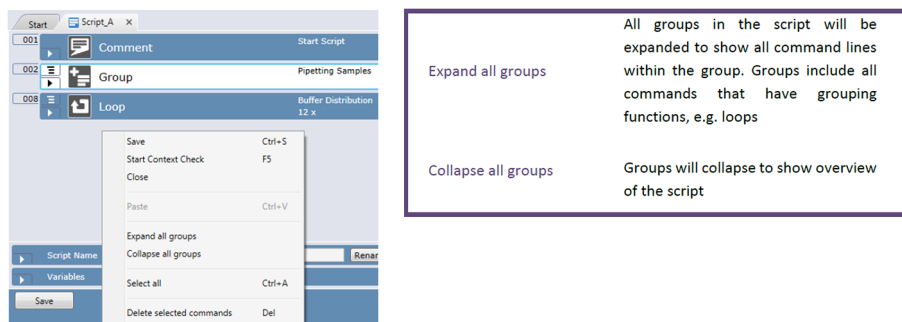 Start
Script_A
001
Comment
Start Script
002
Group
Pipetting Samples
008
Loop
Buffer Distribution
12 x
Save Ctrl+S
Start Context Check F5
Close
Paste Ctrl+V
Expand all groups
Collapse all groups
Select all Ctrl+A
Delete selected commands Del
Script Name
Renar
Variables
Save
Expand all groups
All groups in the script will be
expanded to show all command lines
within the group. Groups include all
commands that have grouping
functions, e.g. loops
Collapse all groups
Groups will collapse to show overview
of the script